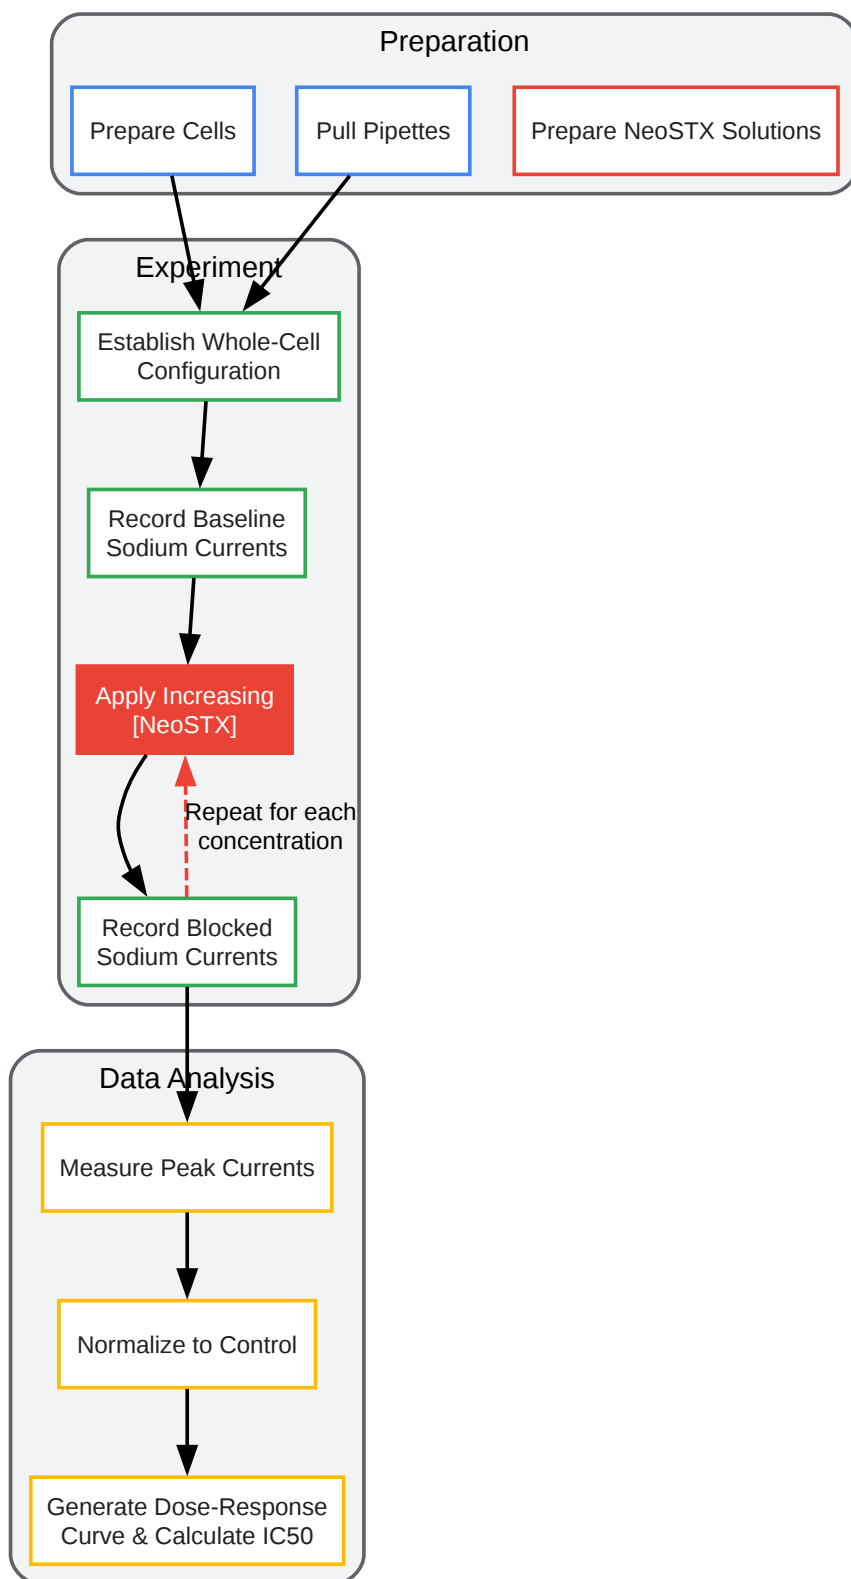 Preparation
Prepare Cells
Pull Pipettes
Prepare NeoSTX Solutions
Experiment
Establish Whole-Cell
Configuration
Record Baseline
Sodium Currents
Apply Increasing
[NeoSTX]
Repeat for each
concentration
Record Blocked
Sodium Currents
Data Analysis
Measure Peak Currents
Normalize to Control
Generate Dose-Response
Curve & Calculate IC50